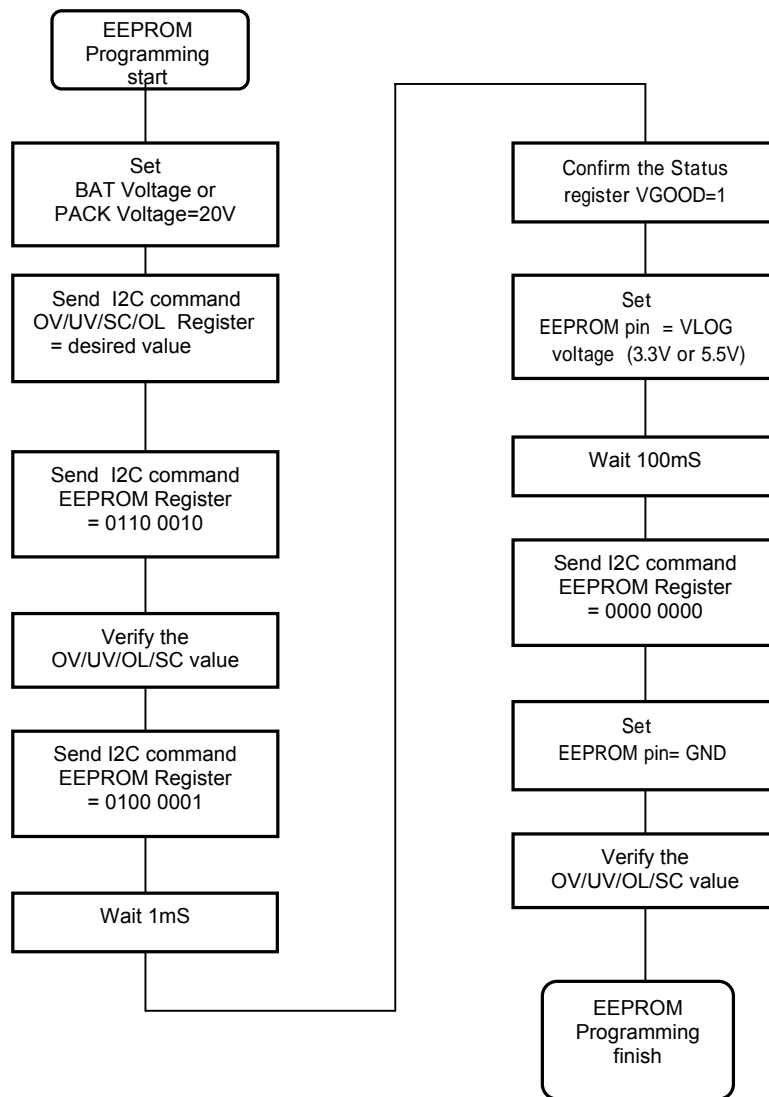 EEPROM
Programming
start
Set
BAT Voltage or
PACK Voltage=20V
Send I2C command
OV/UV/SC/OL Register
= desired value
Send I2C command
EEPROM Register
= 0110 0010
Verify the
OV/UV/OL/SC value
Send I2C command
EEPROM Register
= 0100 0001
Wait 1mS
Confirm the Status
register VGOOD=1
Set
EEPROM pin = VLOG
voltage (3.3V or 5.5V)
Wait 100mS
Send I2C command
EEPROM Register
= 0000 0000
Set
EEPROM pin= GND
Verify the
OV/UV/OL/SC value
EEPROM
Programming
finish